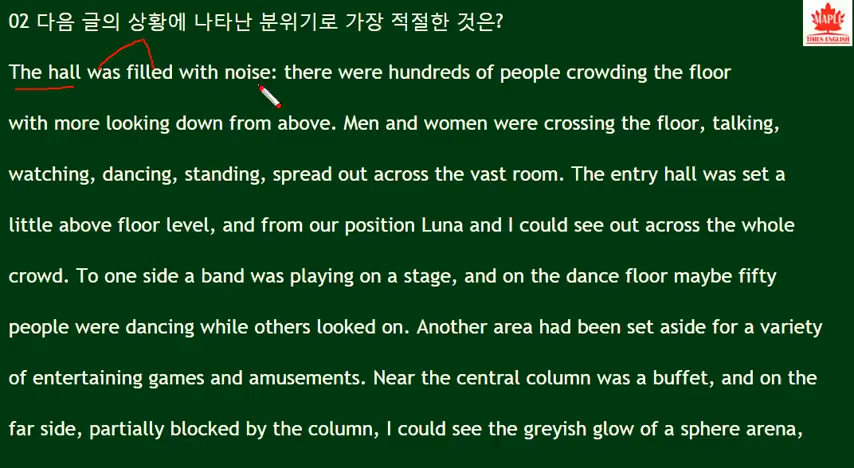 02 다음 글의 상황에 나타난 분위기로 가장 적절한 것은?
MAPLE
TIMES ENGLISH
The hall was filled with noise: there were hundreds of people crowding the floor
with more looking down from above. Men and women were crossing the floor, talking,
watching, dancing, standing, spread out across the vast room. The entry hall was set a
little above floor level, and from our position Luna and I could see out across the whole
crowd. To one side a band was playing on a stage, and on the dance floor maybe fifty
people were dancing while others looked on. Another area had been set aside for a variety
of entertaining games and amusements. Near the central column was a buffet, and on the
far side, partially blocked by the column, I could see the greyish glow of a sphere arena,